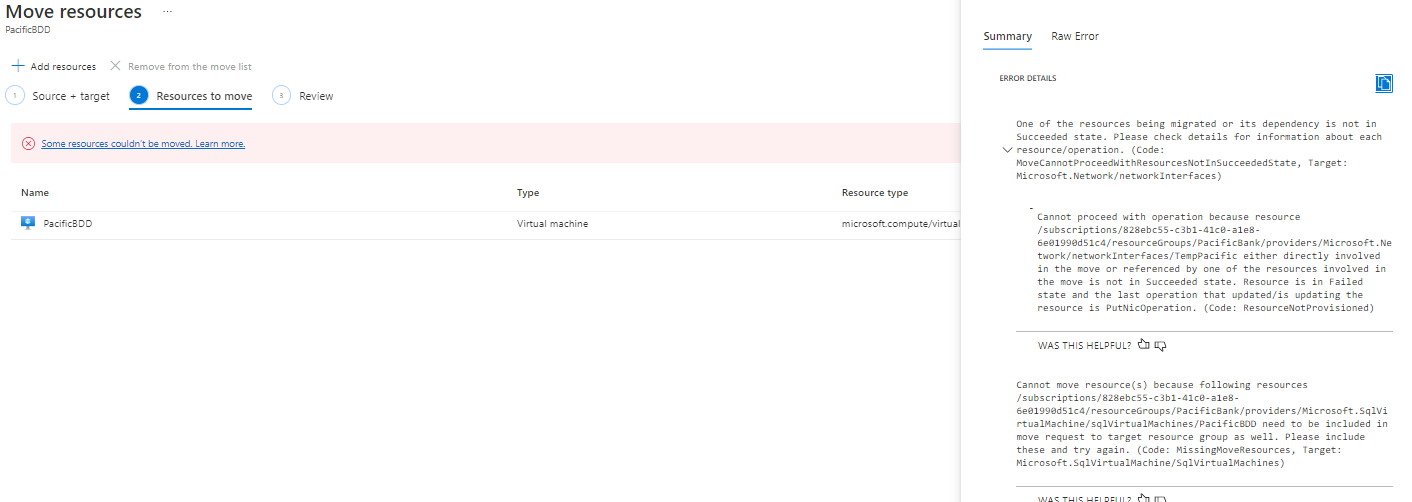 Move resources ...
PacificBDD
Add resources Remove from the move list
1 Source + target 2 Resources to move 3 Review
Some resources couldn't be moved. Learn more.
Name Type Resource type
PacificBDD Virtual machine microsoft.compute/virtual
Summary Raw Error
ERROR DETAILS
One of the resources being migrated or its dependency is not in
Succeeded state. Please check details for information about each
resource/operation. (Code:
MoveCannotProceedWithResourcesNotInSucceededState, Target:
Microsoft.Network/networkInterfaces)
-
Cannot proceed with operation because resource
/subscriptions/828ebc55-c3b1-41c0-a1e8-
6e01990d51c4/resourceGroups/PacificBank/providers/Microsoft.Ne
twork/networkInterfaces/TempPacific either directly involved
in the move or referenced by one of the resources involved in
the move is not in Succeeded state. Resource is in Failed
state and the last operation that updated/is updating the
resource is PutNicOperation. (Code: ResourceNotProvisioned)
WAS THIS HELPFUL?
Cannot move resource(s) because following resources
/subscriptions/828ebc55-c3b1-41c0-a1e8-
6e01990d51c4/resourceGroups/PacificBank/providers/Microsoft.SqlVi
rtualMachine/sqlVirtualMachines/PacificBDD need to be included in
move request to target resource group as well. Please include
these and try again. (Code: MissingMoveResources, Target:
Microsoft.SqlVirtualMachine/SqlVirtualMachines)
WAS THIS HELPFUL?